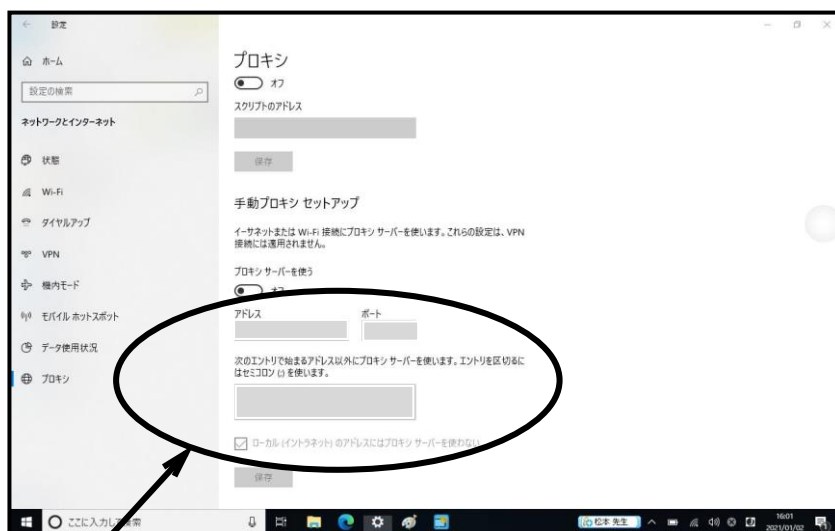 設定
ホーム
設定の検索
ネットワークとインターネット
状態
Wi-Fi
ダイヤルアップ
VPN
機内モード
モバイル ホットスポット
データ使用状況
プロキシ
プロキシ
オフ
スクリプトのアドレス
保存
手動プロキシ セットアップ
イーサネットまたは Wi-Fi 接続にプロキシ サーバーを使います。これらの設定は、VPN
接続には適用されません。
プロキシ サーバーを使う
オフ
アドレス
ポート
次のエントリで始まるアドレス以外にプロキシ サーバーを使います。エントリを区切るに
はセミコロン (;) を使います。
ローカル (イントラネット) のアドレスにはプロキシ サーバーを使わない
保存
ここに入力して検索
松本 先生
16:01
2021/01/02